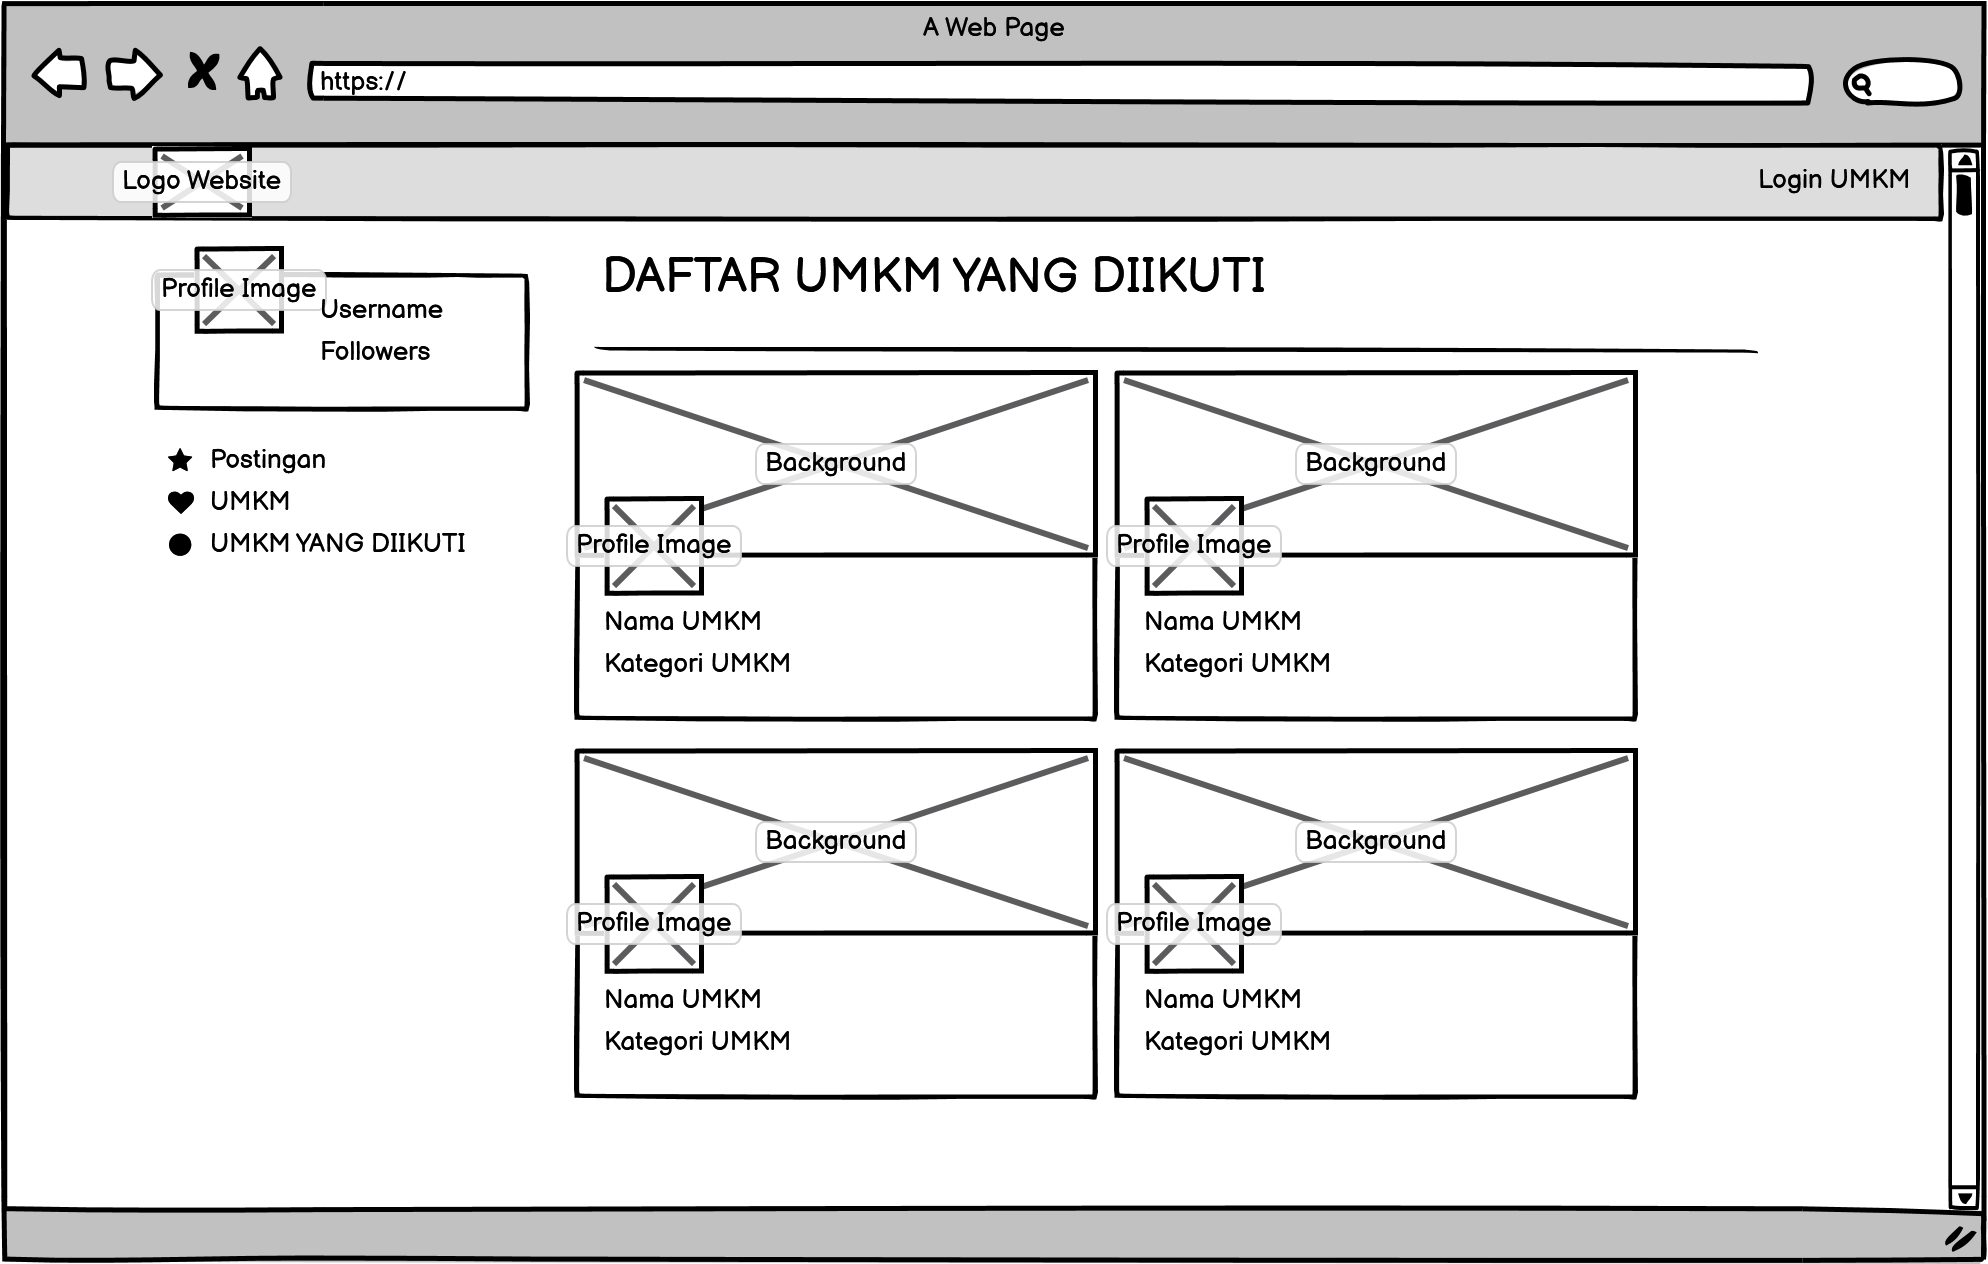 A Web Page
https://
Logo Website
Login UMKM
Profile Image
Username
Followers
Postingan
UMKM
UMKM YANG DIIKUTI
DAFTAR UMKM YANG DIIKUTI
Background
Profile Image
Nama UMKM
Kategori UMKM
Background
Profile Image
Nama UMKM
Kategori UMKM
Background
Profile Image
Nama UMKM
Kategori UMKM
Background
Profile Image
Nama UMKM
Kategori UMKM